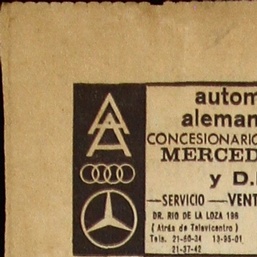 autom
aleman
CONCESIONARIO
MERCED
y D.
—SERVICIO—VENT
DR. RIO DE LA LOZA 196
(Atrás de Televicentro)
Tels. 21-60-34 13-95-01
21-37-42